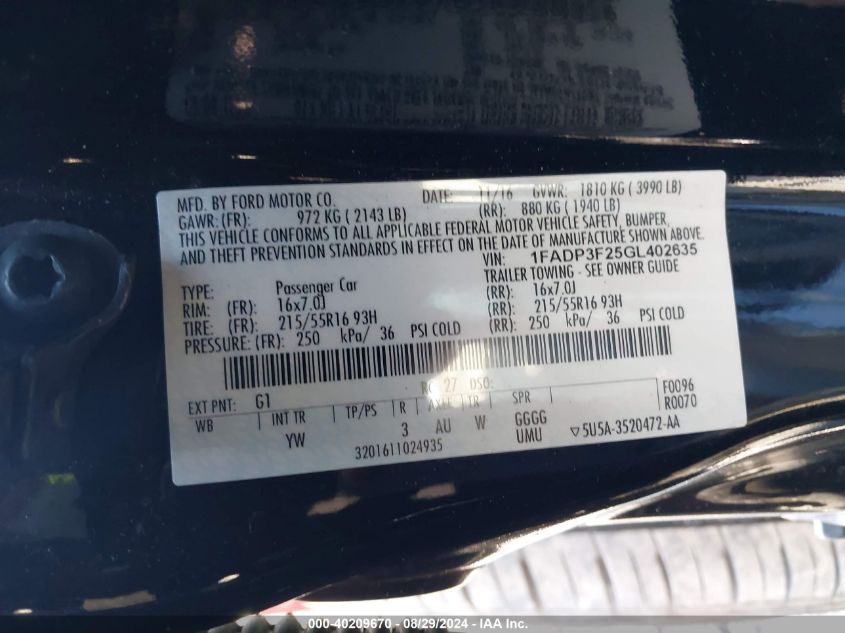 MFD. BY FORD MOTOR CO. DATE: 11/16 GVWR: 1810 KG ( 3990 LB)
GAWR: (FR): 972 KG ( 2143 LB) (RR): 880 KG ( 1940 LB)
THIS VEHICLE CONFORMS TO ALL APPLICABLE FEDERAL MOTOR VEHICLE SAFETY, BUMPER,
AND THEFT PREVENTION STANDARDS IN EFFECT ON THE DATE OF MANUFACTURE SHOWN ABOVE.
VIN: 1FADP3F25GL402635
TYPE: Passenger Car TRAILER TOWING - SEE OWNER GUIDE
RIM: (FR): 16x7.0J (RR): 16x7.0J
TIRE: (FR): 215/55R16 93H (RR): 215/55R16 93H
PRESSURE: (FR): 250 kPa/ 36 PSI COLD (RR): 250 kPa/ 36 PSI COLD
EXT PNT: G1 RC: 27 DSO: F0096
WB INT TR TP/PS R AXLE TR SPR R0070
YW 3 AU W GGGG
3201611024935 UMU ▽5U5A-3520472-AA
000-40209670 - 08/29/2024 - IAA Inc.